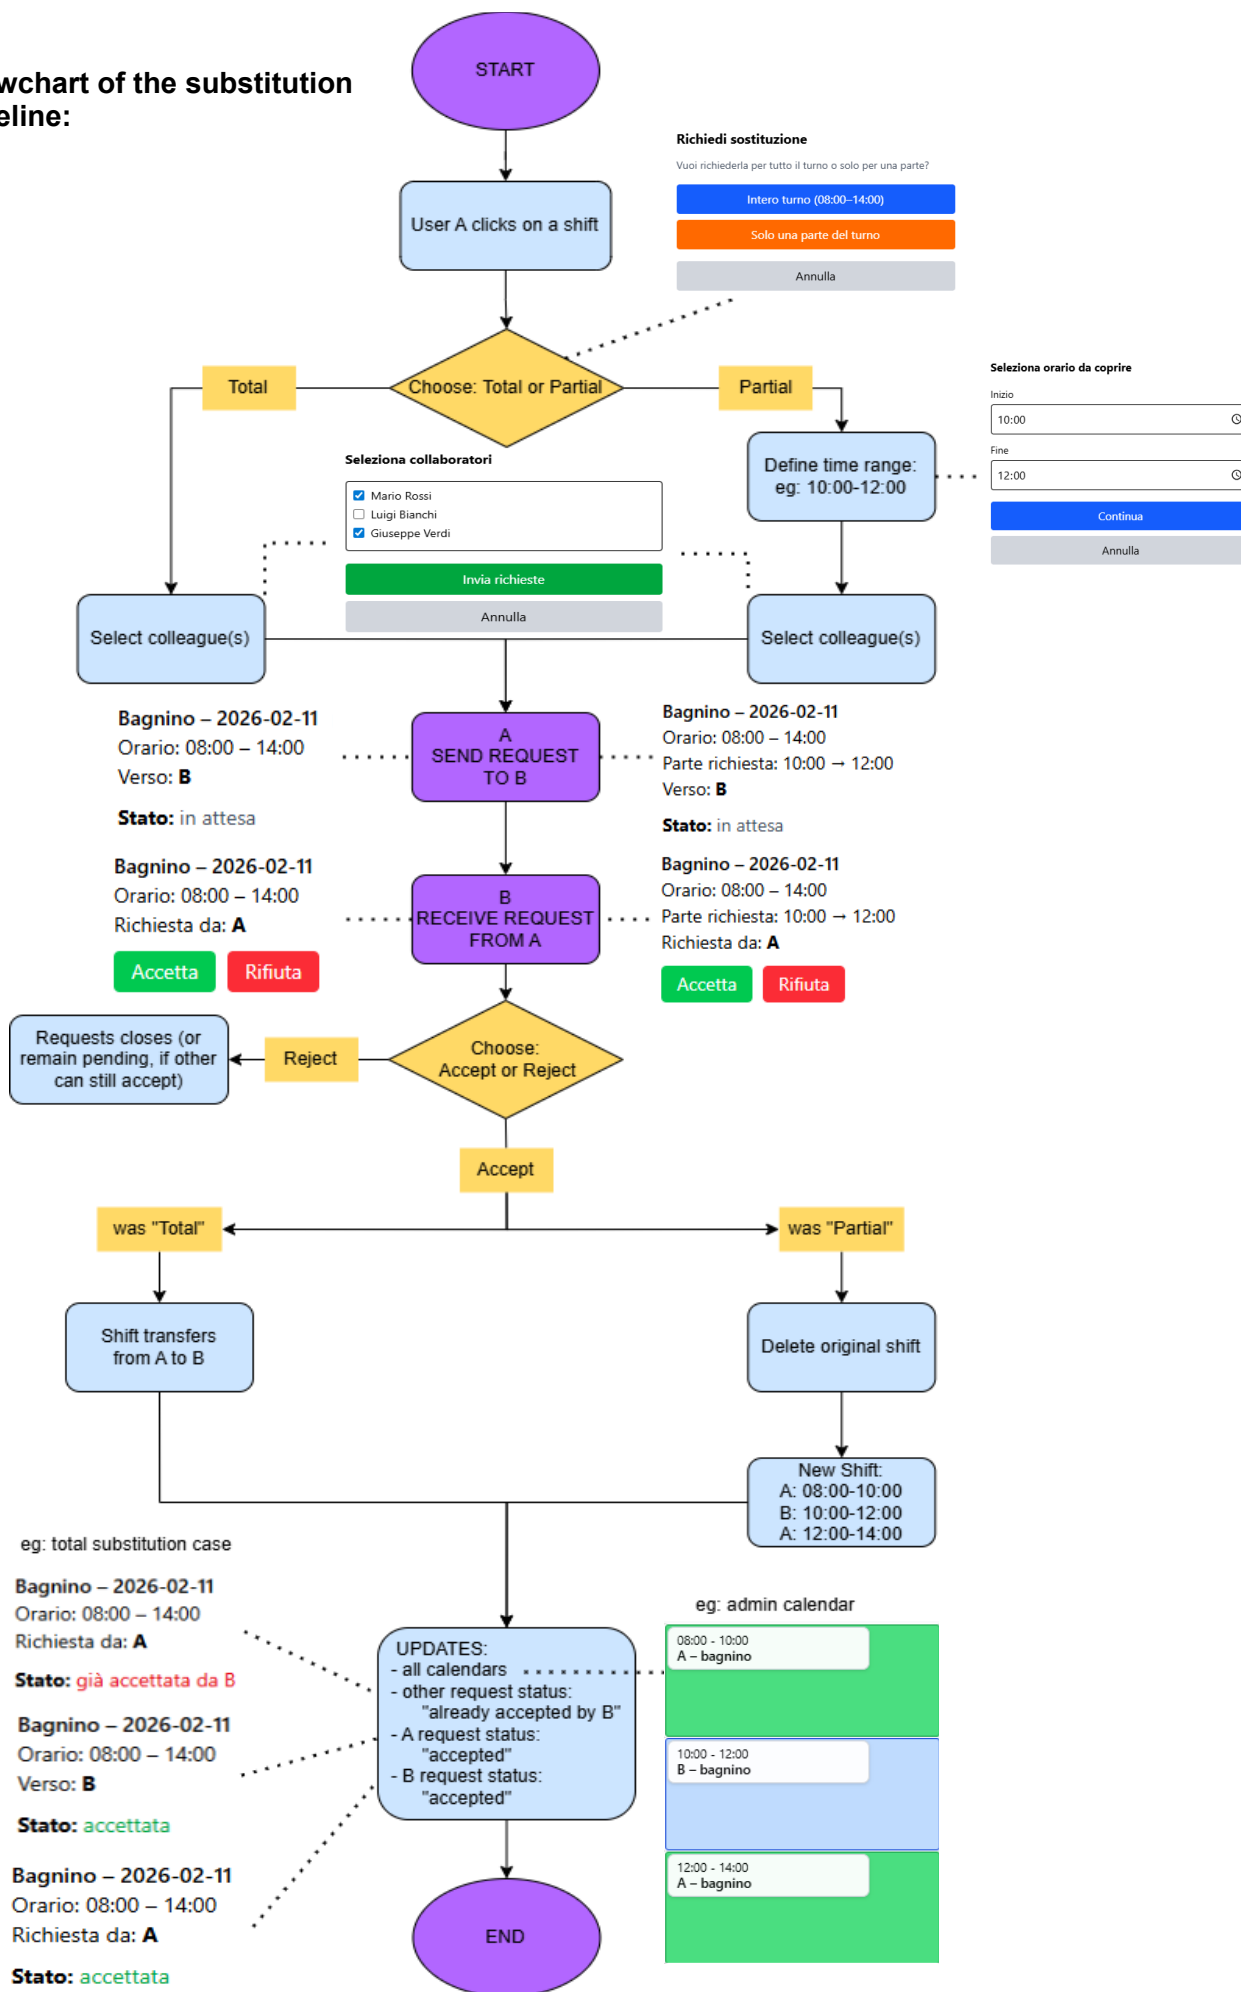 wchart of the substitution
eline:
START
User A clicks on a shift
Richiedi sostituzione
Vuoi richiederla per tutto il turno o solo per una parte?
Intero turno (08:00–14:00)
Solo una parte del turno
Annulla
Choose: Total or Partial
Total
Partial
Define time range:
eg: 10:00-12:00
Seleziona orario da coprire
Inizio
10:00
Fine
12:00
Continua
Annulla
Seleziona collaboratori
Mario Rossi
Luigi Bianchi
Giuseppe Verdi
Invia richieste
Annulla
Select colleague(s)
Select colleague(s)
Bagnino – 2026-02-11
Orario: 08:00 – 14:00
Verso: B
Stato: in attesa
A
SEND REQUEST
TO B
Bagnino – 2026-02-11
Orario: 08:00 – 14:00
Parte richiesta: 10:00 → 12:00
Verso: B
Stato: in attesa
Bagnino – 2026-02-11
Orario: 08:00 – 14:00
Richiesta da: A
Accetta
Rifiuta
B
RECEIVE REQUEST
FROM A
Bagnino – 2026-02-11
Orario: 08:00 – 14:00
Parte richiesta: 10:00 → 12:00
Richiesta da: A
Accetta
Rifiuta
Choose:
Accept or Reject
Reject
Requests closes (or
remain pending, if other
can still accept)
Accept
was "Total"
was "Partial"
Shift transfers
from A to B
Delete original shift
New Shift:
A: 08:00-10:00
B: 10:00-12:00
A: 12:00-14:00
eg: total substitution case
Bagnino – 2026-02-11
Orario: 08:00 – 14:00
Richiesta da: A
Stato: già accettata da B
Bagnino – 2026-02-11
Orario: 08:00 – 14:00
Verso: B
Stato: accettata
Bagnino – 2026-02-11
Orario: 08:00 – 14:00
Richiesta da: A
Stato: accettata
UPDATES:
- all calendars
- other request status:
"already accepted by B"
- A request status:
"accepted"
- B request status:
"accepted"
eg: admin calendar
08:00 - 10:00
A – bagnino
10:00 - 12:00
B – bagnino
12:00 - 14:00
A – bagnino
END